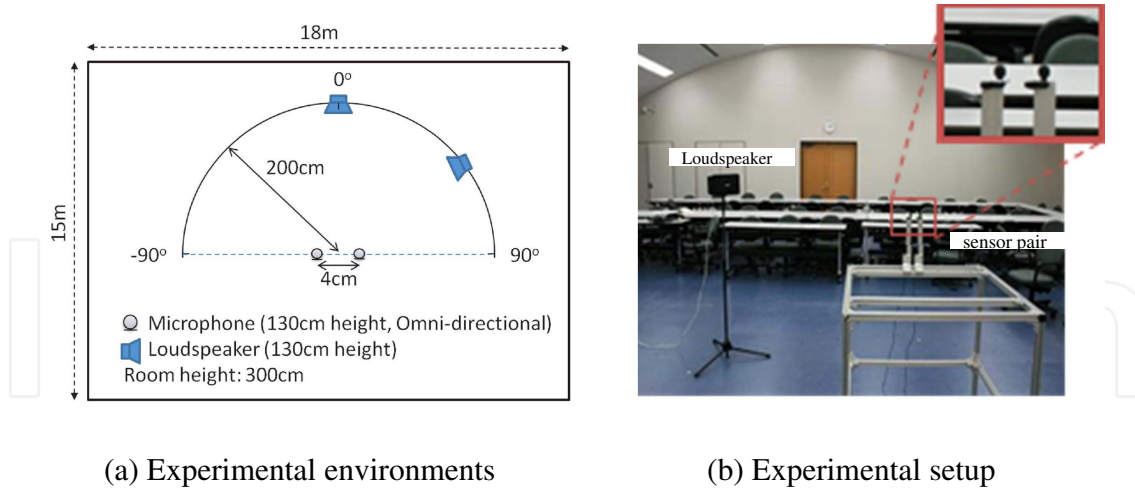 18m
15m
0°
200cm
-90°
90°
4cm
Microphone (130cm height, Omni-directional)
Loudspeaker (130cm height)
Room height: 300cm
(a) Experimental environments
Loudspeaker
sensor pair
(b) Experimental setup